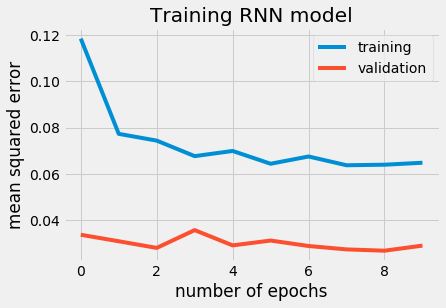 Training RNN model
training
validation
mean squared error
0.12
0.10
0.08
0.06
0.04
0 2 4 6 8
number of epochs